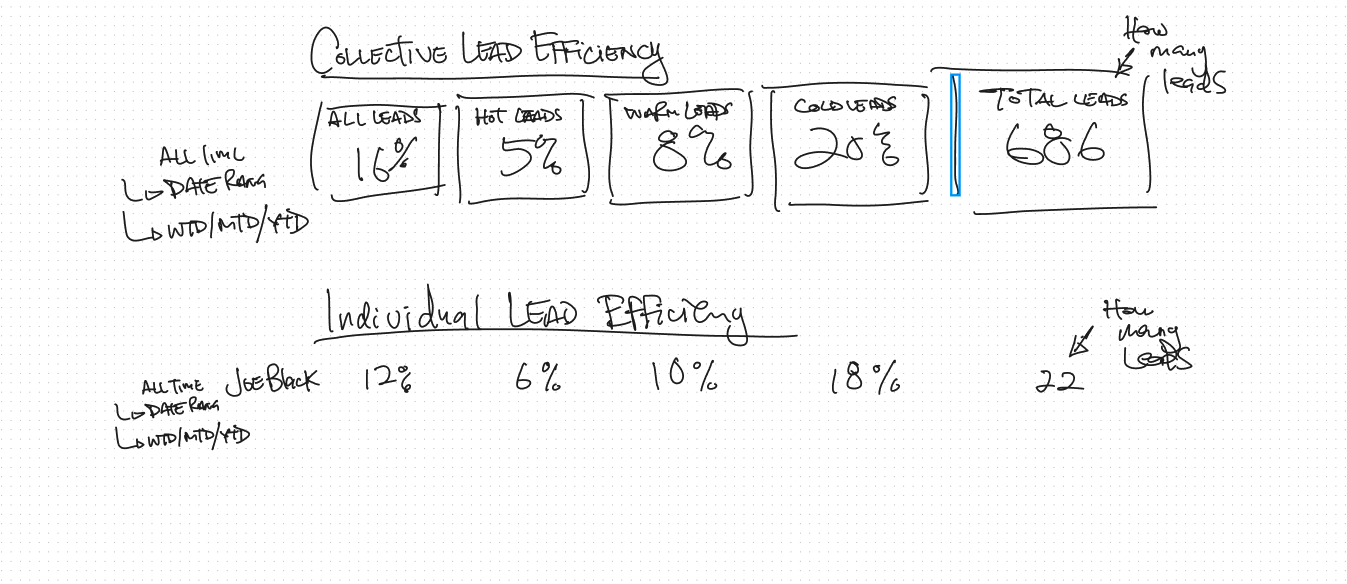 COLLECTIVE LEAD EFFICIENCY
How
many
leads
ALL LEADS
16%
HOT LEADS
5%
WARM LEADS
8%
COLD LEADS
20%
TOTAL LEADS
686
ALL TIME
DATE RANG
WTD/MTD/YTD
Individual LEAD Efficieny
How
many
LEADS
ALL TIME JOE Black 12% 6% 10% 18% 22
DATE RANG
WTD/MTD/YTD